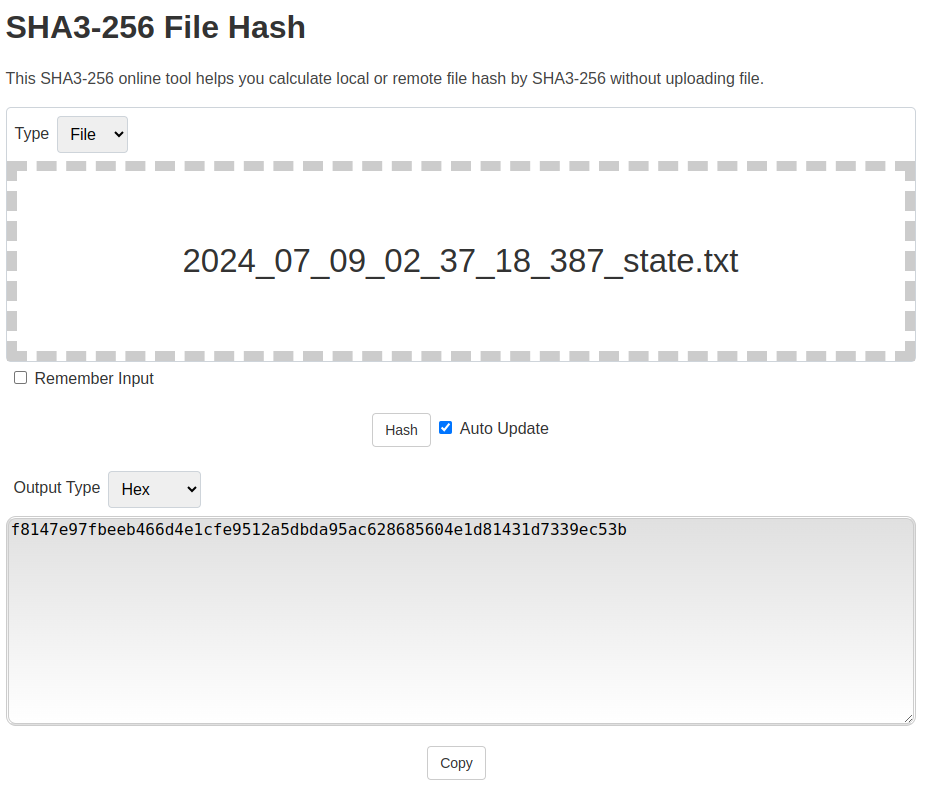 SHA3-256 File Hash
This SHA3-256 online tool helps you calculate local or remote file hash by SHA3-256 without uploading file.
Type File
2024_07_09_02_37_18_387_state.txt
Remember Input
Hash Auto Update
Output Type Hex
f8147e97fbeeb466d4e1cfe9512a5dbda95ac628685604e1d81431d7339ec53b
Copy